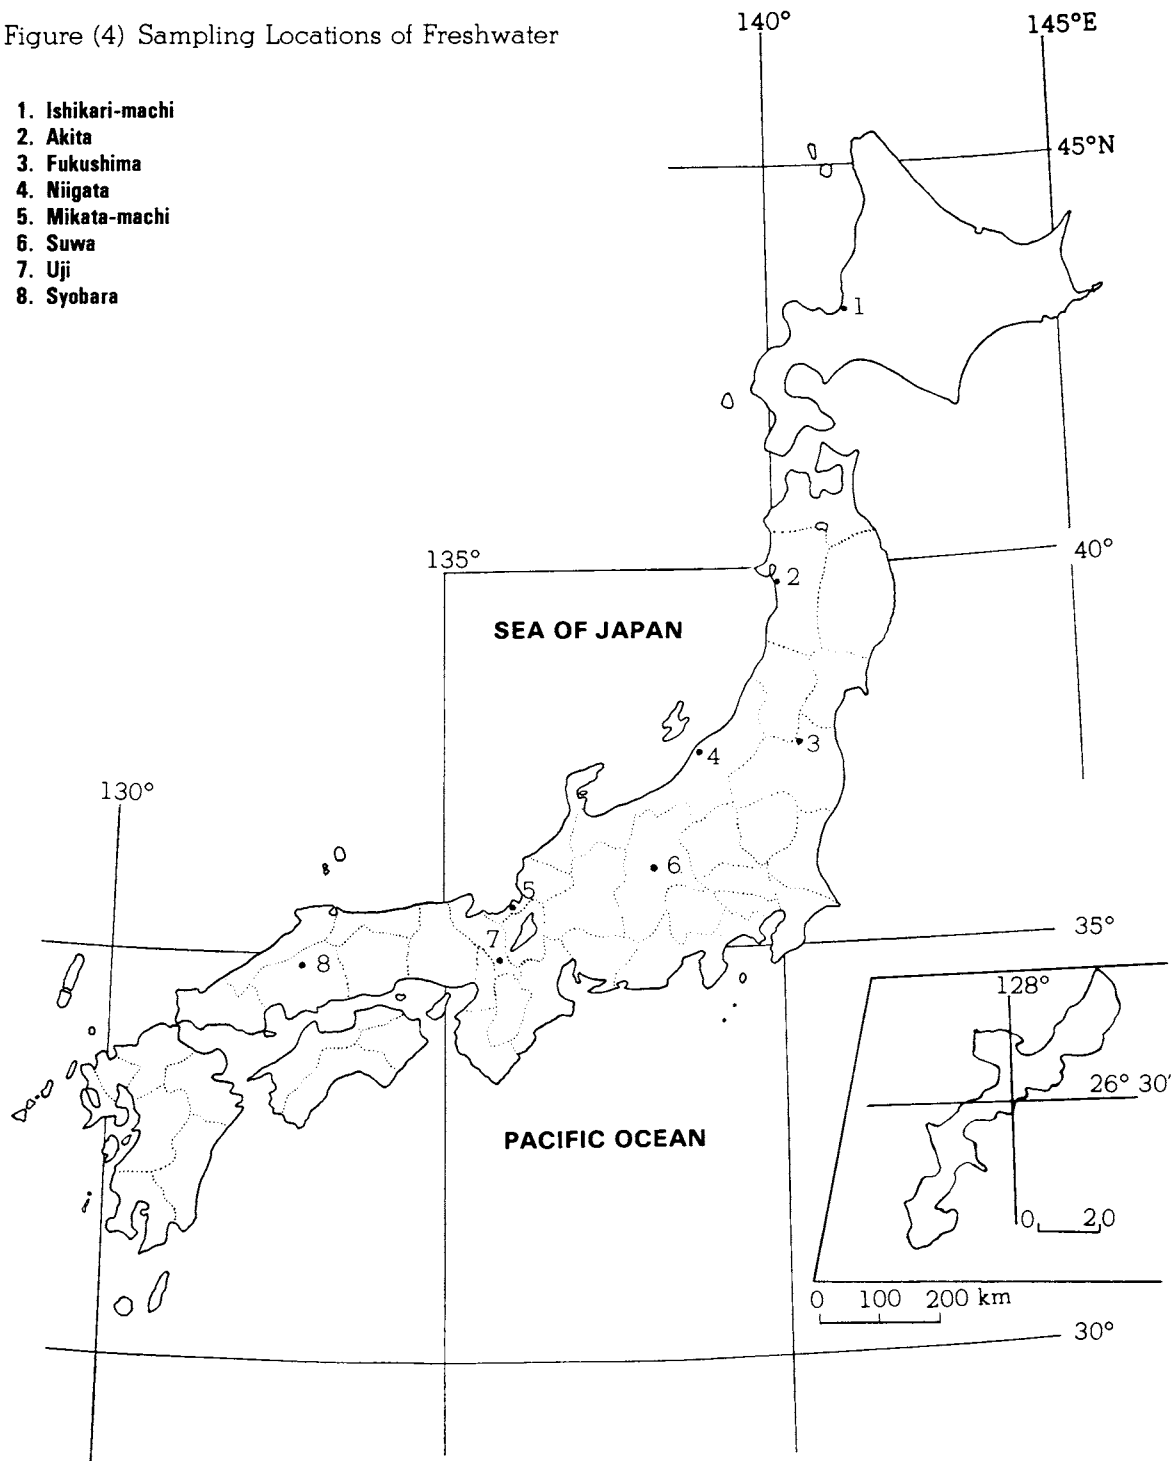 Figure (4) Sampling Locations of Freshwater
1. Ishikari-machi
2. Akita
3. Fukushima
4. Niigata
5. Mikata-machi
6. Suwa
7. Uji
8. Syobara
140°
145°E
45°N
1
40°
135°
2
SEA OF JAPAN
3
4
130°
6
5
7
35°
8
128°
26° 30'
PACIFIC OCEAN
0 20
0 100 200 km
30°